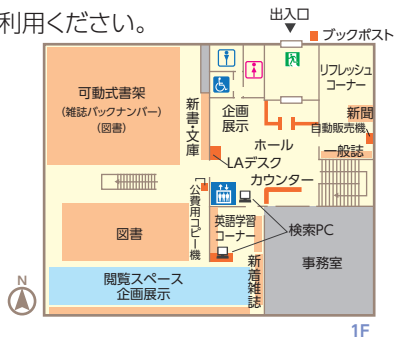 利用ください。
出入口
ブックポスト
可動式書架
(雑誌バックナンバー)
(図書)
新書・文庫
企画
展示
リフレッシュ
コーナー
新聞
自動販売機
一般誌
ホール
LAデスク
カウンター
公費用コピー機
図書
英語学習
コーナー
検索PC
新着雑誌
事務室
閲覧スペース
企画展示
N
1F